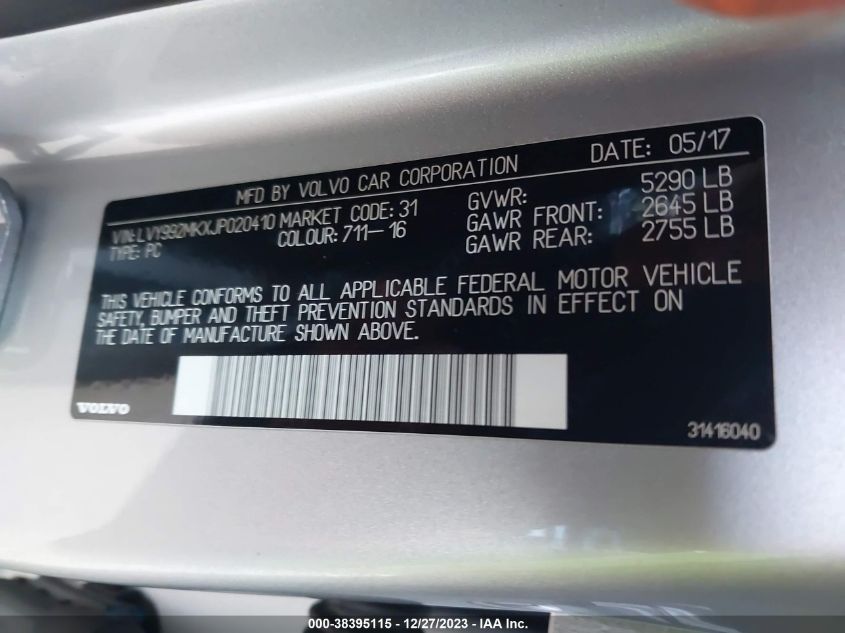 MFD BY VOLVO CAR CORPORATION DATE: 05/17
VIN:LVY992MKXJP020410 MARKET CODE: 31 GVWR: 5290 LB
TYPE: PC COLOUR: 711-16 GAWR FRONT: 2645 LB
GAWR REAR: 2755 LB
THIS VEHICLE CONFORMS TO ALL APPLICABLE FEDERAL MOTOR VEHICLE
SAFETY, BUMPER AND THEFT PREVENTION STANDARDS IN EFFECT ON
THE DATE OF MANUFACTURE SHOWN ABOVE.
VOLVO
31416040
000-38395115 - 12/27/2023 - IAA Inc.